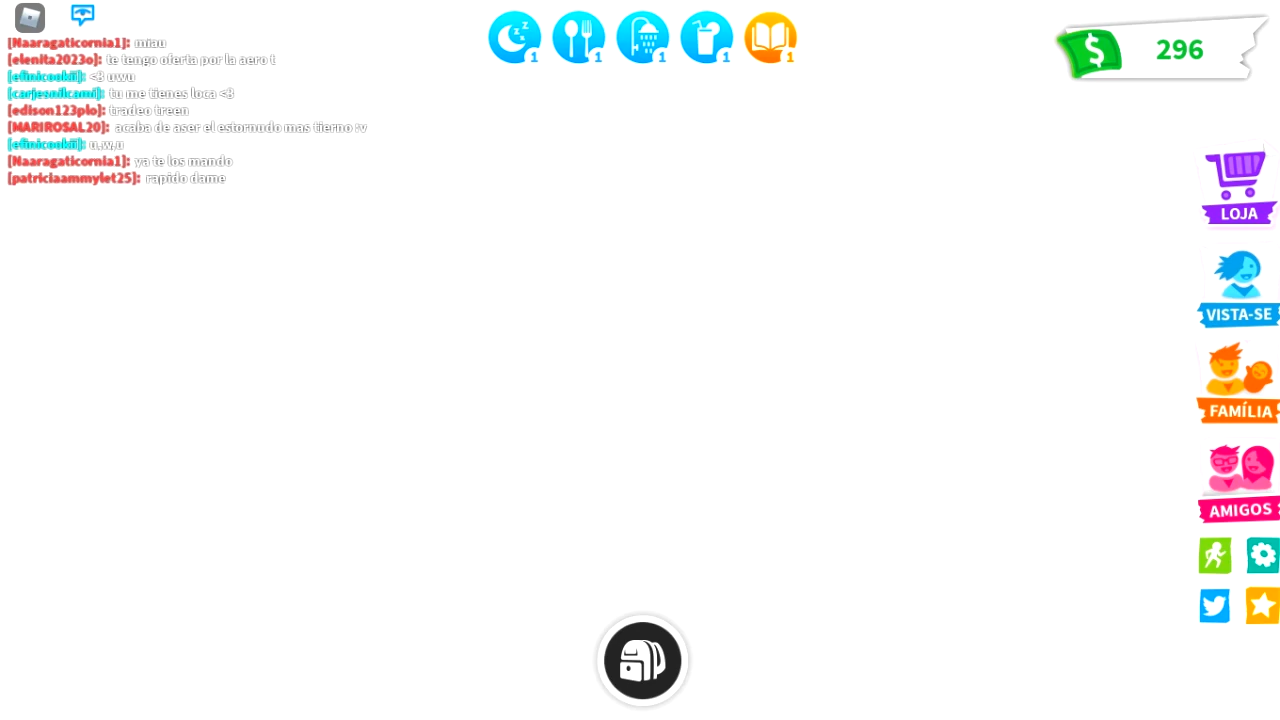 [Naaragaticornia1]: miau
[elenita2023o]: te tengo oferta por la aero t
<3 uwu
tu me tienes loca <3
[edison123plo]: tradeo treen
[MARIROSAL20]: acaba de aser el estornudo mas tierno :v
u,w,u
[Naaragaticornia1]: ya te los mando
[patriciaammylet25]: rapido dame
1 1 1 1 1
$ 296
LOJA
VISTA-SE
FAMÍLIA
AMIGOS